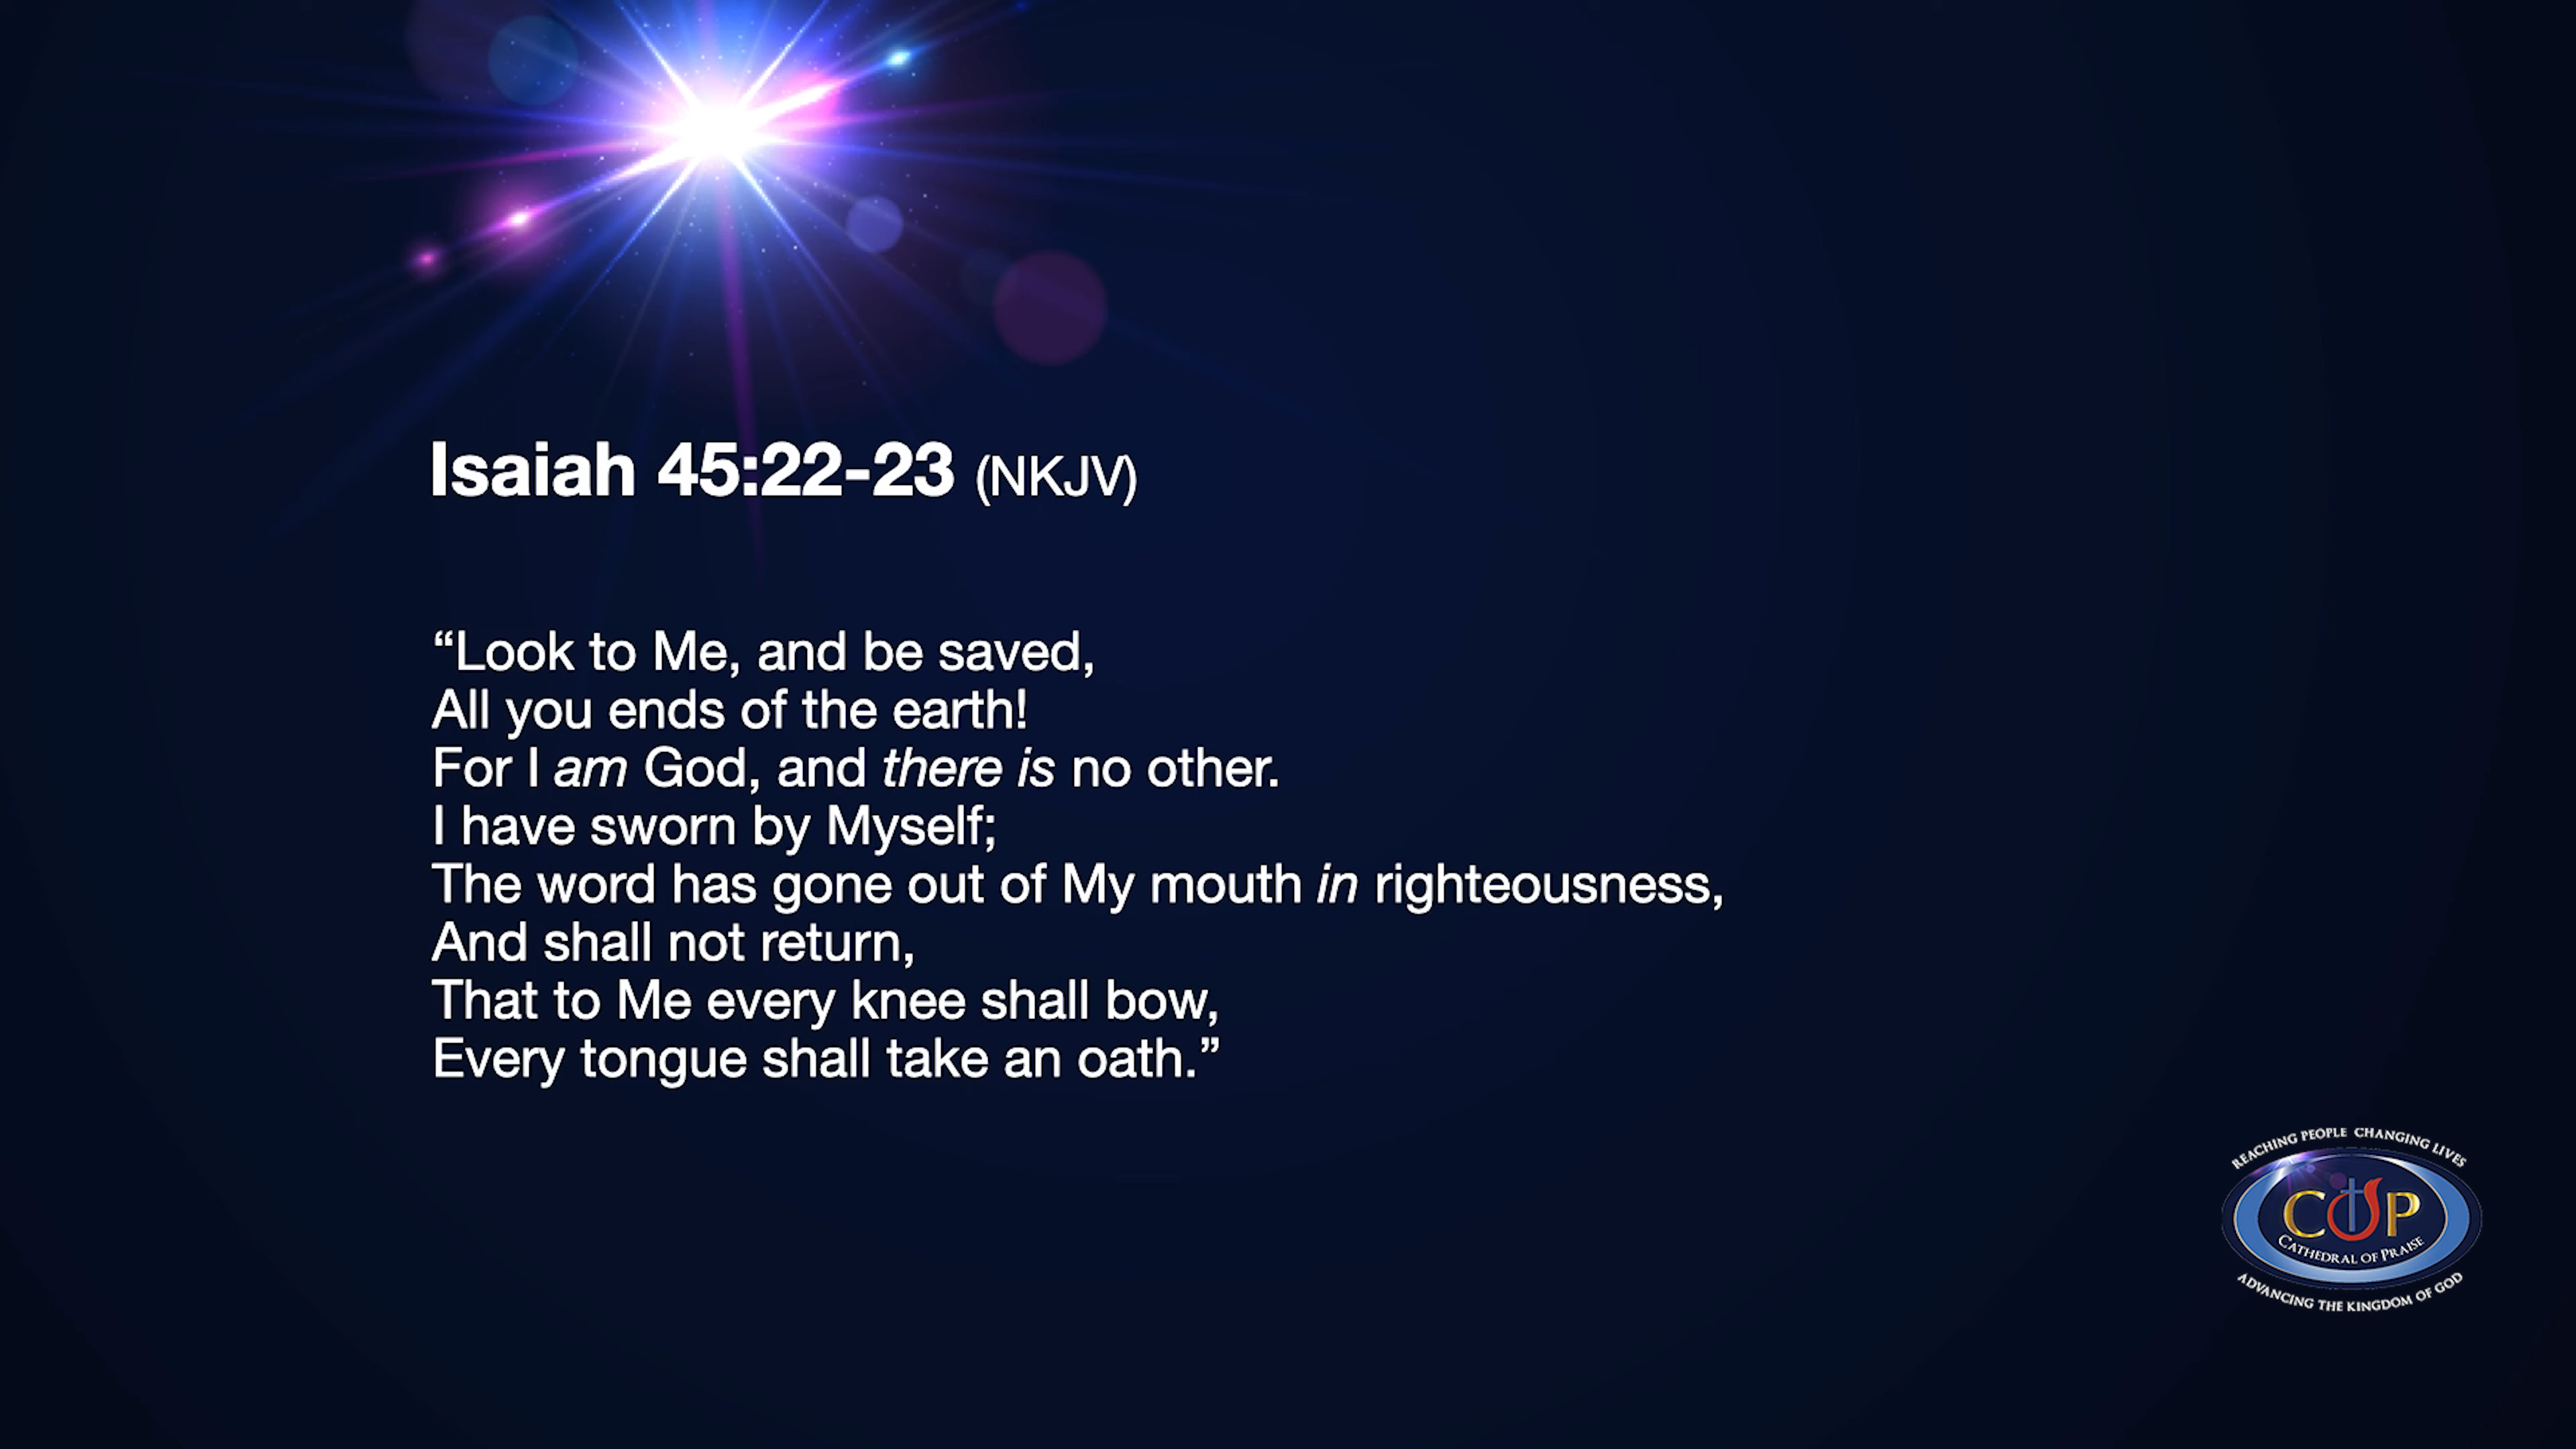 Isaiah 45:22-23 (NKJV)
“Look to Me, and be saved,
All you ends of the earth!
For I am God, and there is no other.
I have sworn by Myself;
The word has gone out of My mouth in righteousness,
And shall not return,
That to Me every knee shall bow,
Every tongue shall take an oath.”
REACHING PEOPLE CHANGING LIVES
COP
CATHEDRAL OF PRAISE
ADVANCING THE KINGDOM OF GOD